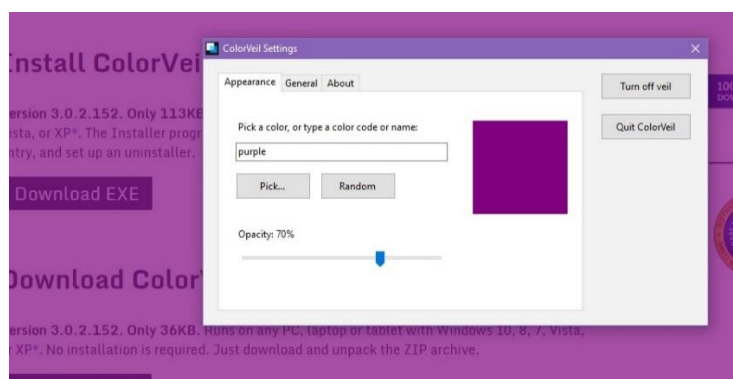 Install ColorVei
ColorVeil Settings
Appearance General About
Turn off veil
Quit ColorVeil
Pick a color, or type a color code or name:
purple
Pick... Random
Opacity: 70%
ersion 3.0.2.152. Only 113KB
ista, or XP*. The Installer progr
ntry, and set up an uninstaller.
Download EXE
100
DO
Download Color
ersion 3.0.2.152. Only 36KB. Runs on any PC, laptop or tablet with Windows 10, 8, 7, Vista,
r XP*. No installation is required. Just download and unpack the ZIP archive.